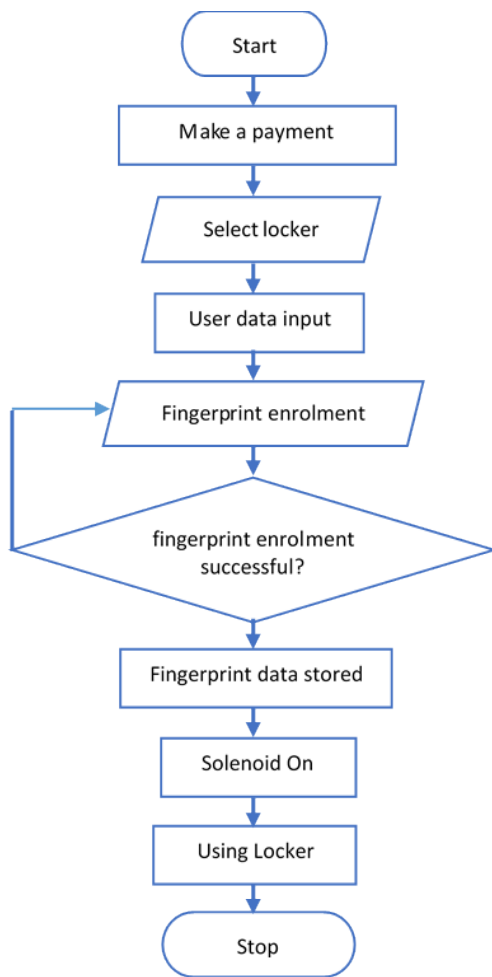 Start
Make a payment
Select locker
User data input
Fingerprint enrolment
fingerprint enrolment
successful?
Fingerprint data stored
Solenoid On
Using Locker
Stop